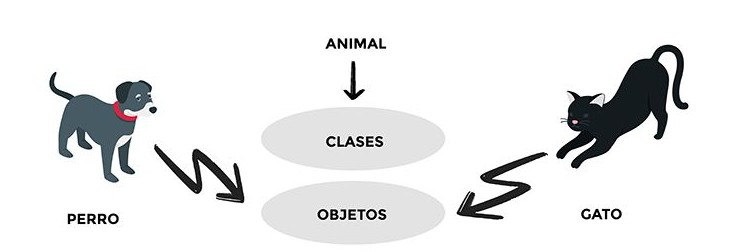 ANIMAL
CLASES
OBJETOS
PERRO
GATO